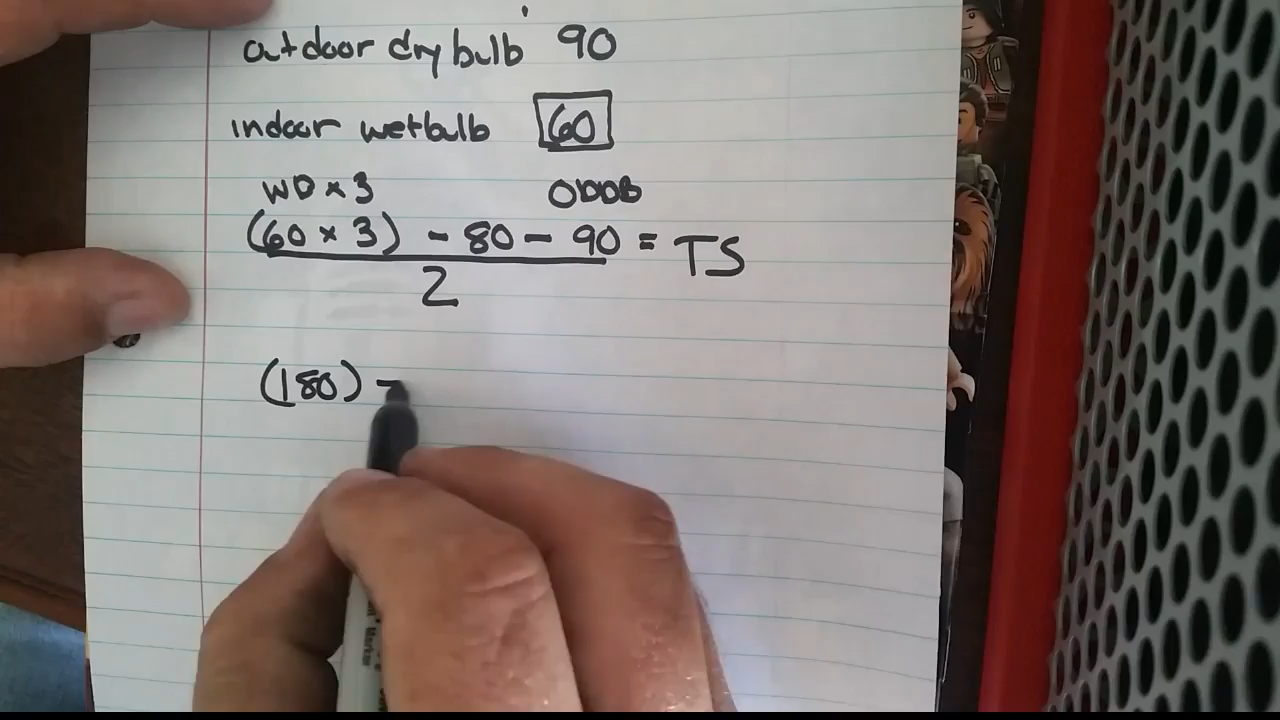 outdoor dry bulb 90
indoor wetbulb 60
WB x 3 ODDB
(60 x 3) - 80 - 90 = TS
2
(180) -